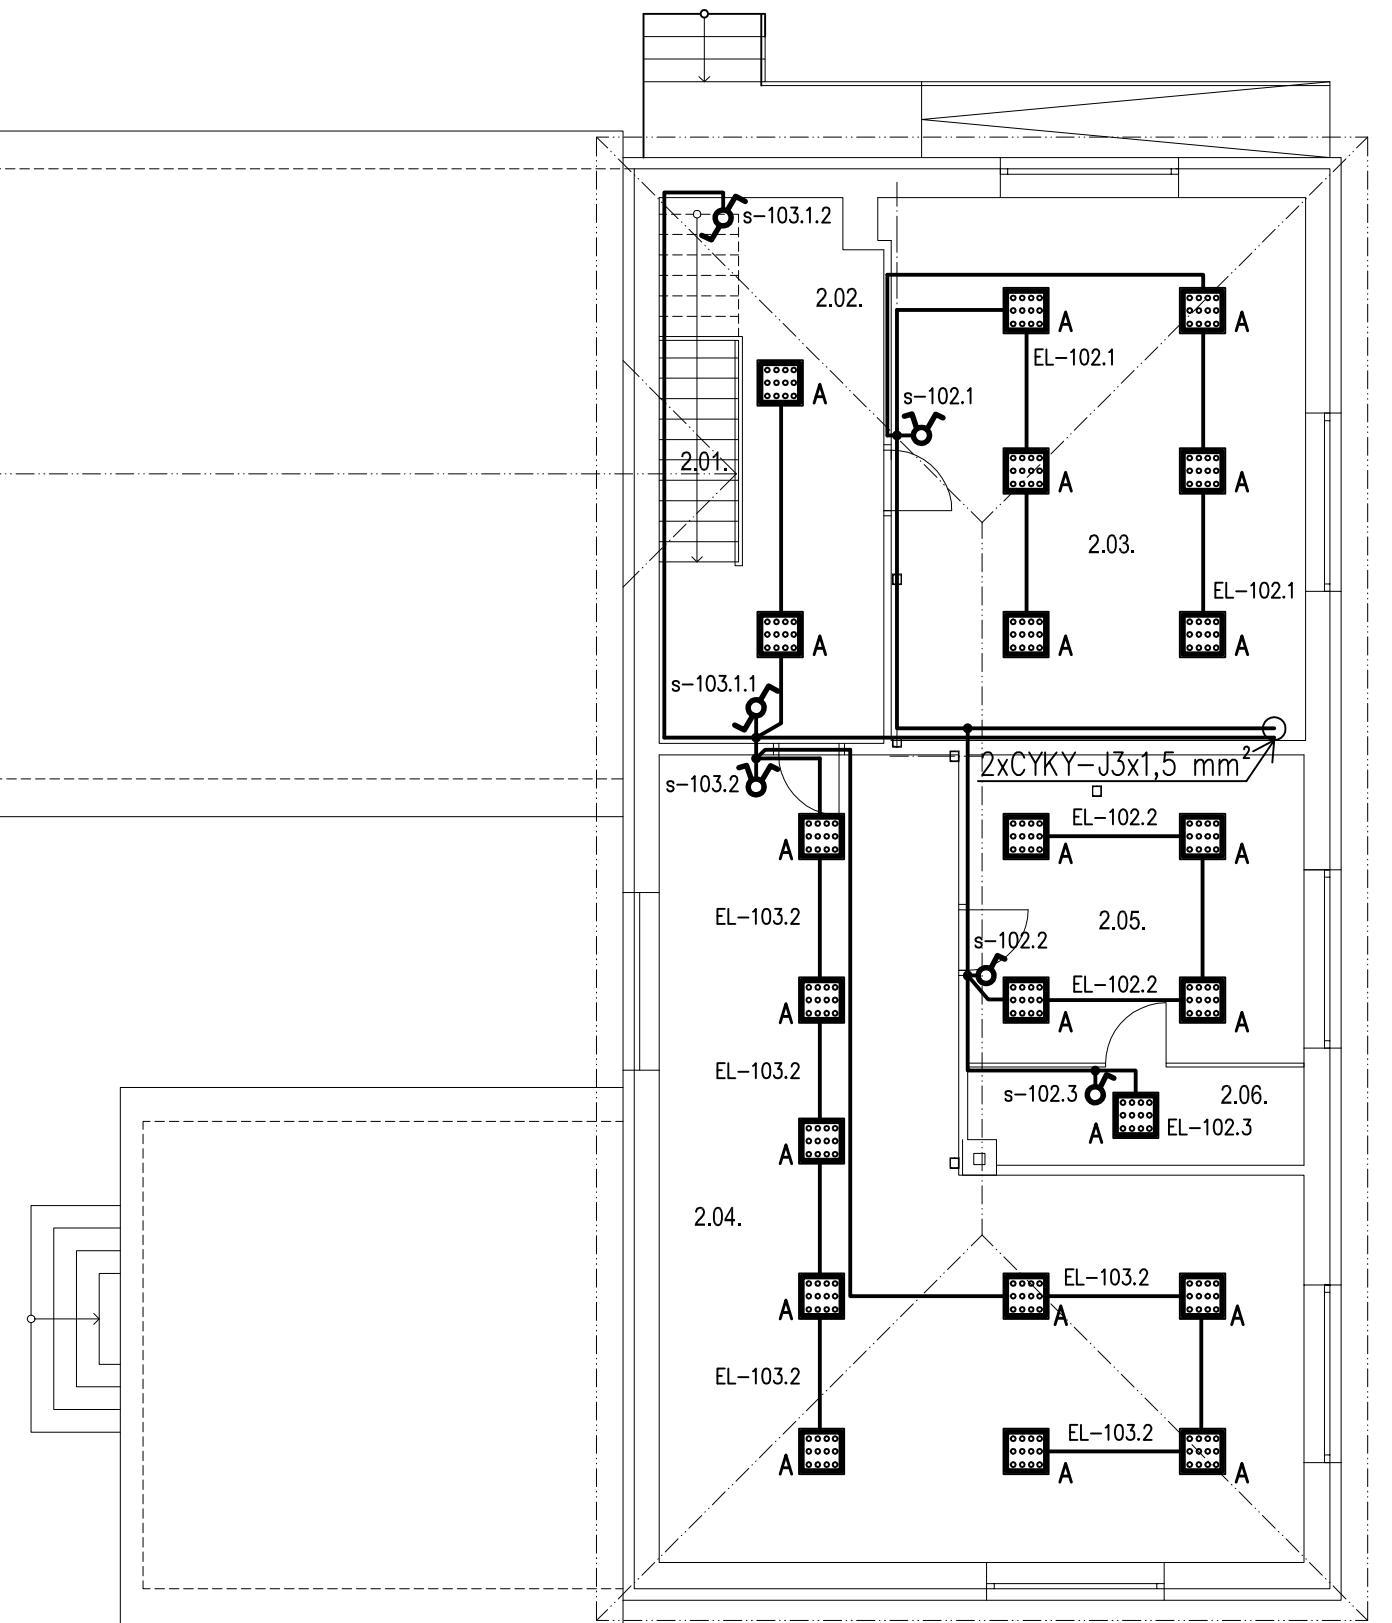 s-103.1.2
2.02.
A
A
EL-102.1
A
s-102.1
2.01.
A
A
2.03.
EL-102.1
A
A
A
s-103.1.1
2xCYKY-J3x1,5 mm²
s-103.2
EL-102.2
A
A
A
EL-103.2
2.05.
s-102.2
EL-102.2
A
A
A
EL-103.2
s-102.3
2.06.
A
EL-102.3
A
2.04.
EL-103.2
A
A
A
EL-103.2
EL-103.2
A
A
A